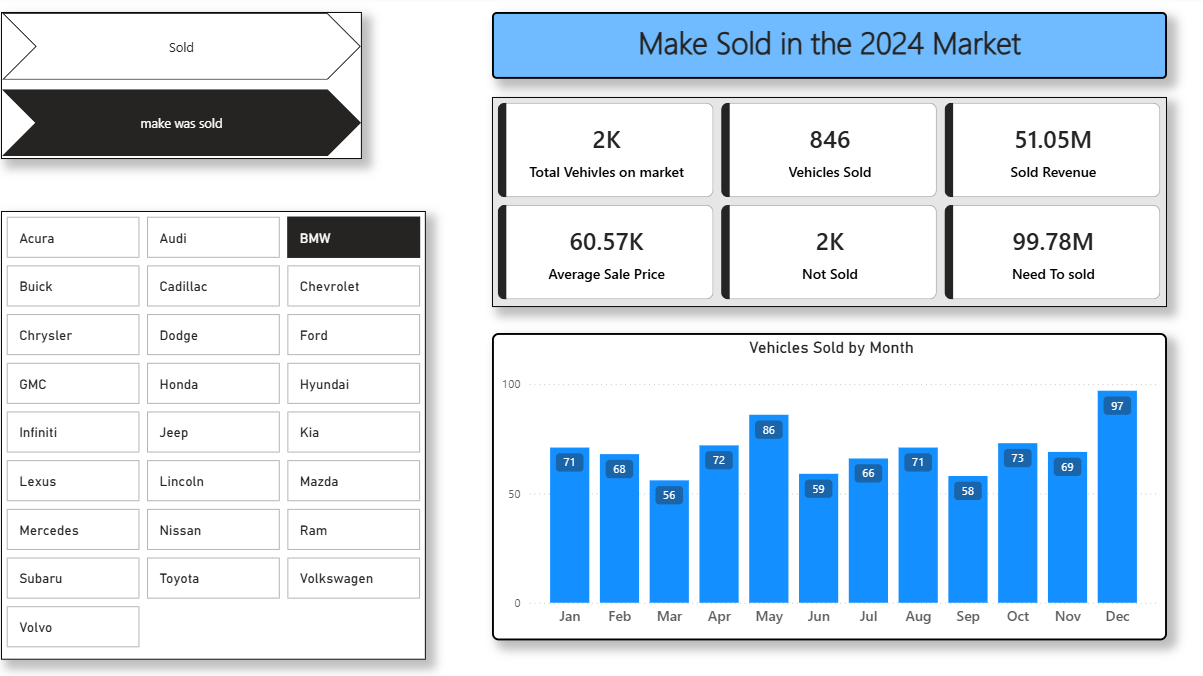 Sold
make was sold
Acura Audi BMW
Buick Cadillac Chevrolet
Chrysler Dodge Ford
GMC Honda Hyundai
Infiniti Jeep Kia
Lexus Lincoln Mazda
Mercedes Nissan Ram
Subaru Toyota Volkswagen
Volvo
Make Sold in the 2024 Market
2K 846 51.05M
Total Vehivles on market Vehicles Sold Sold Revenue
60.57K 2K 99.78M
Average Sale Price Not Sold Need To sold
Vehicles Sold by Month
100
50
0
71 68 56 72 86 59 66 71 58 73 69 97
Jan Feb Mar Apr May Jun Jul Aug Sep Oct Nov Dec